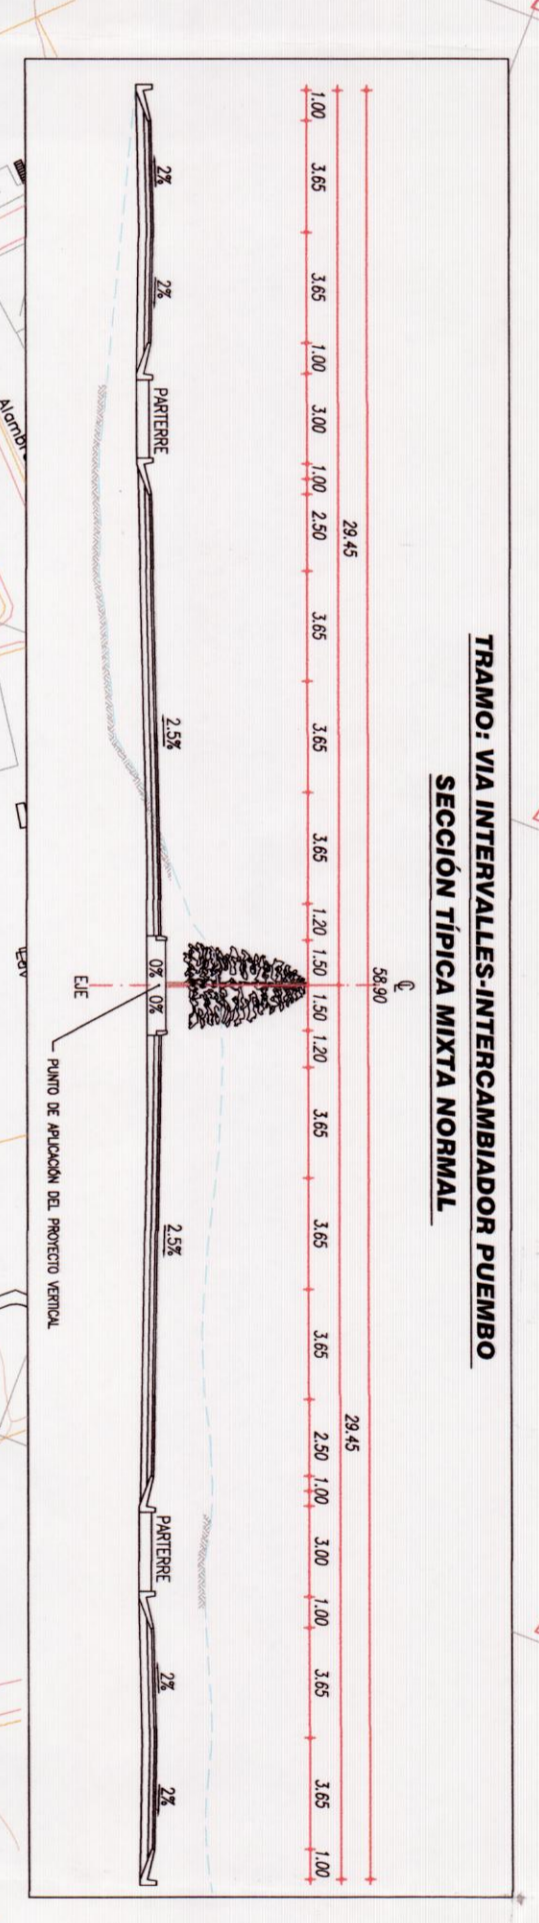 TRAMO: VIA INTERVALLES-INTERCAMBIADOR PUEMBO
SECCIÓN TÍPICA MIXTA NORMAL
℄
58.90
29.45 29.45
1.00 3.65 3.65 1.00 3.00 1.00 2.50 3.65 3.65 3.65 1.20 1.50 1.50 1.20 3.65 3.65 3.65 2.50 1.00 3.00 1.00 3.65 3.65 1.00
2% 2% PARTERRE 2.5% 0% 0% 2.5% PARTERRE 2% 2%
EJE
PUNTO DE APLICACIÓN DEL PROYECTO VERTICAL